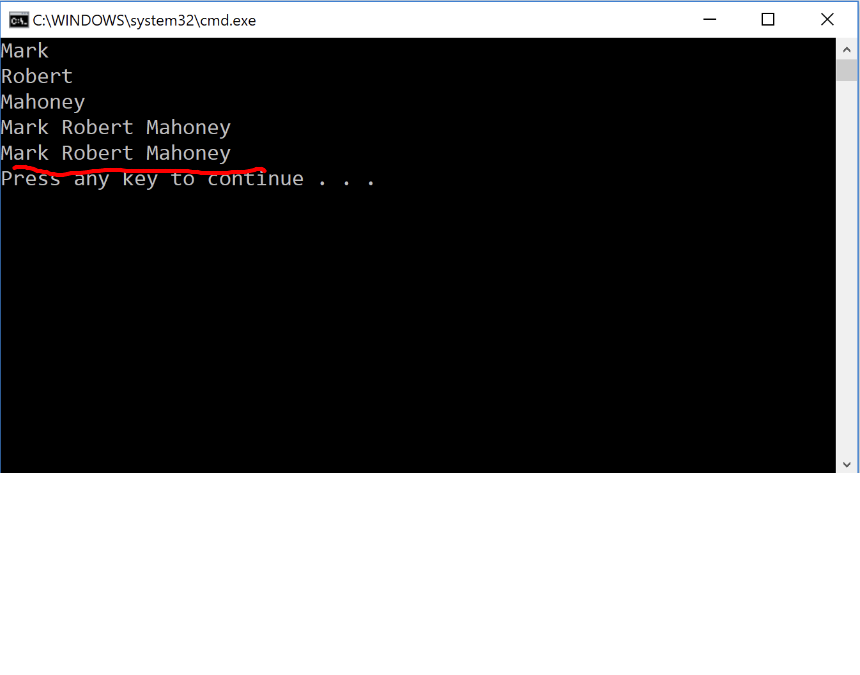 C:\WINDOWS\system32\cmd.exe
Mark
Robert
Mahoney
Mark Robert Mahoney
Mark Robert Mahoney
Press any key to continue . . .